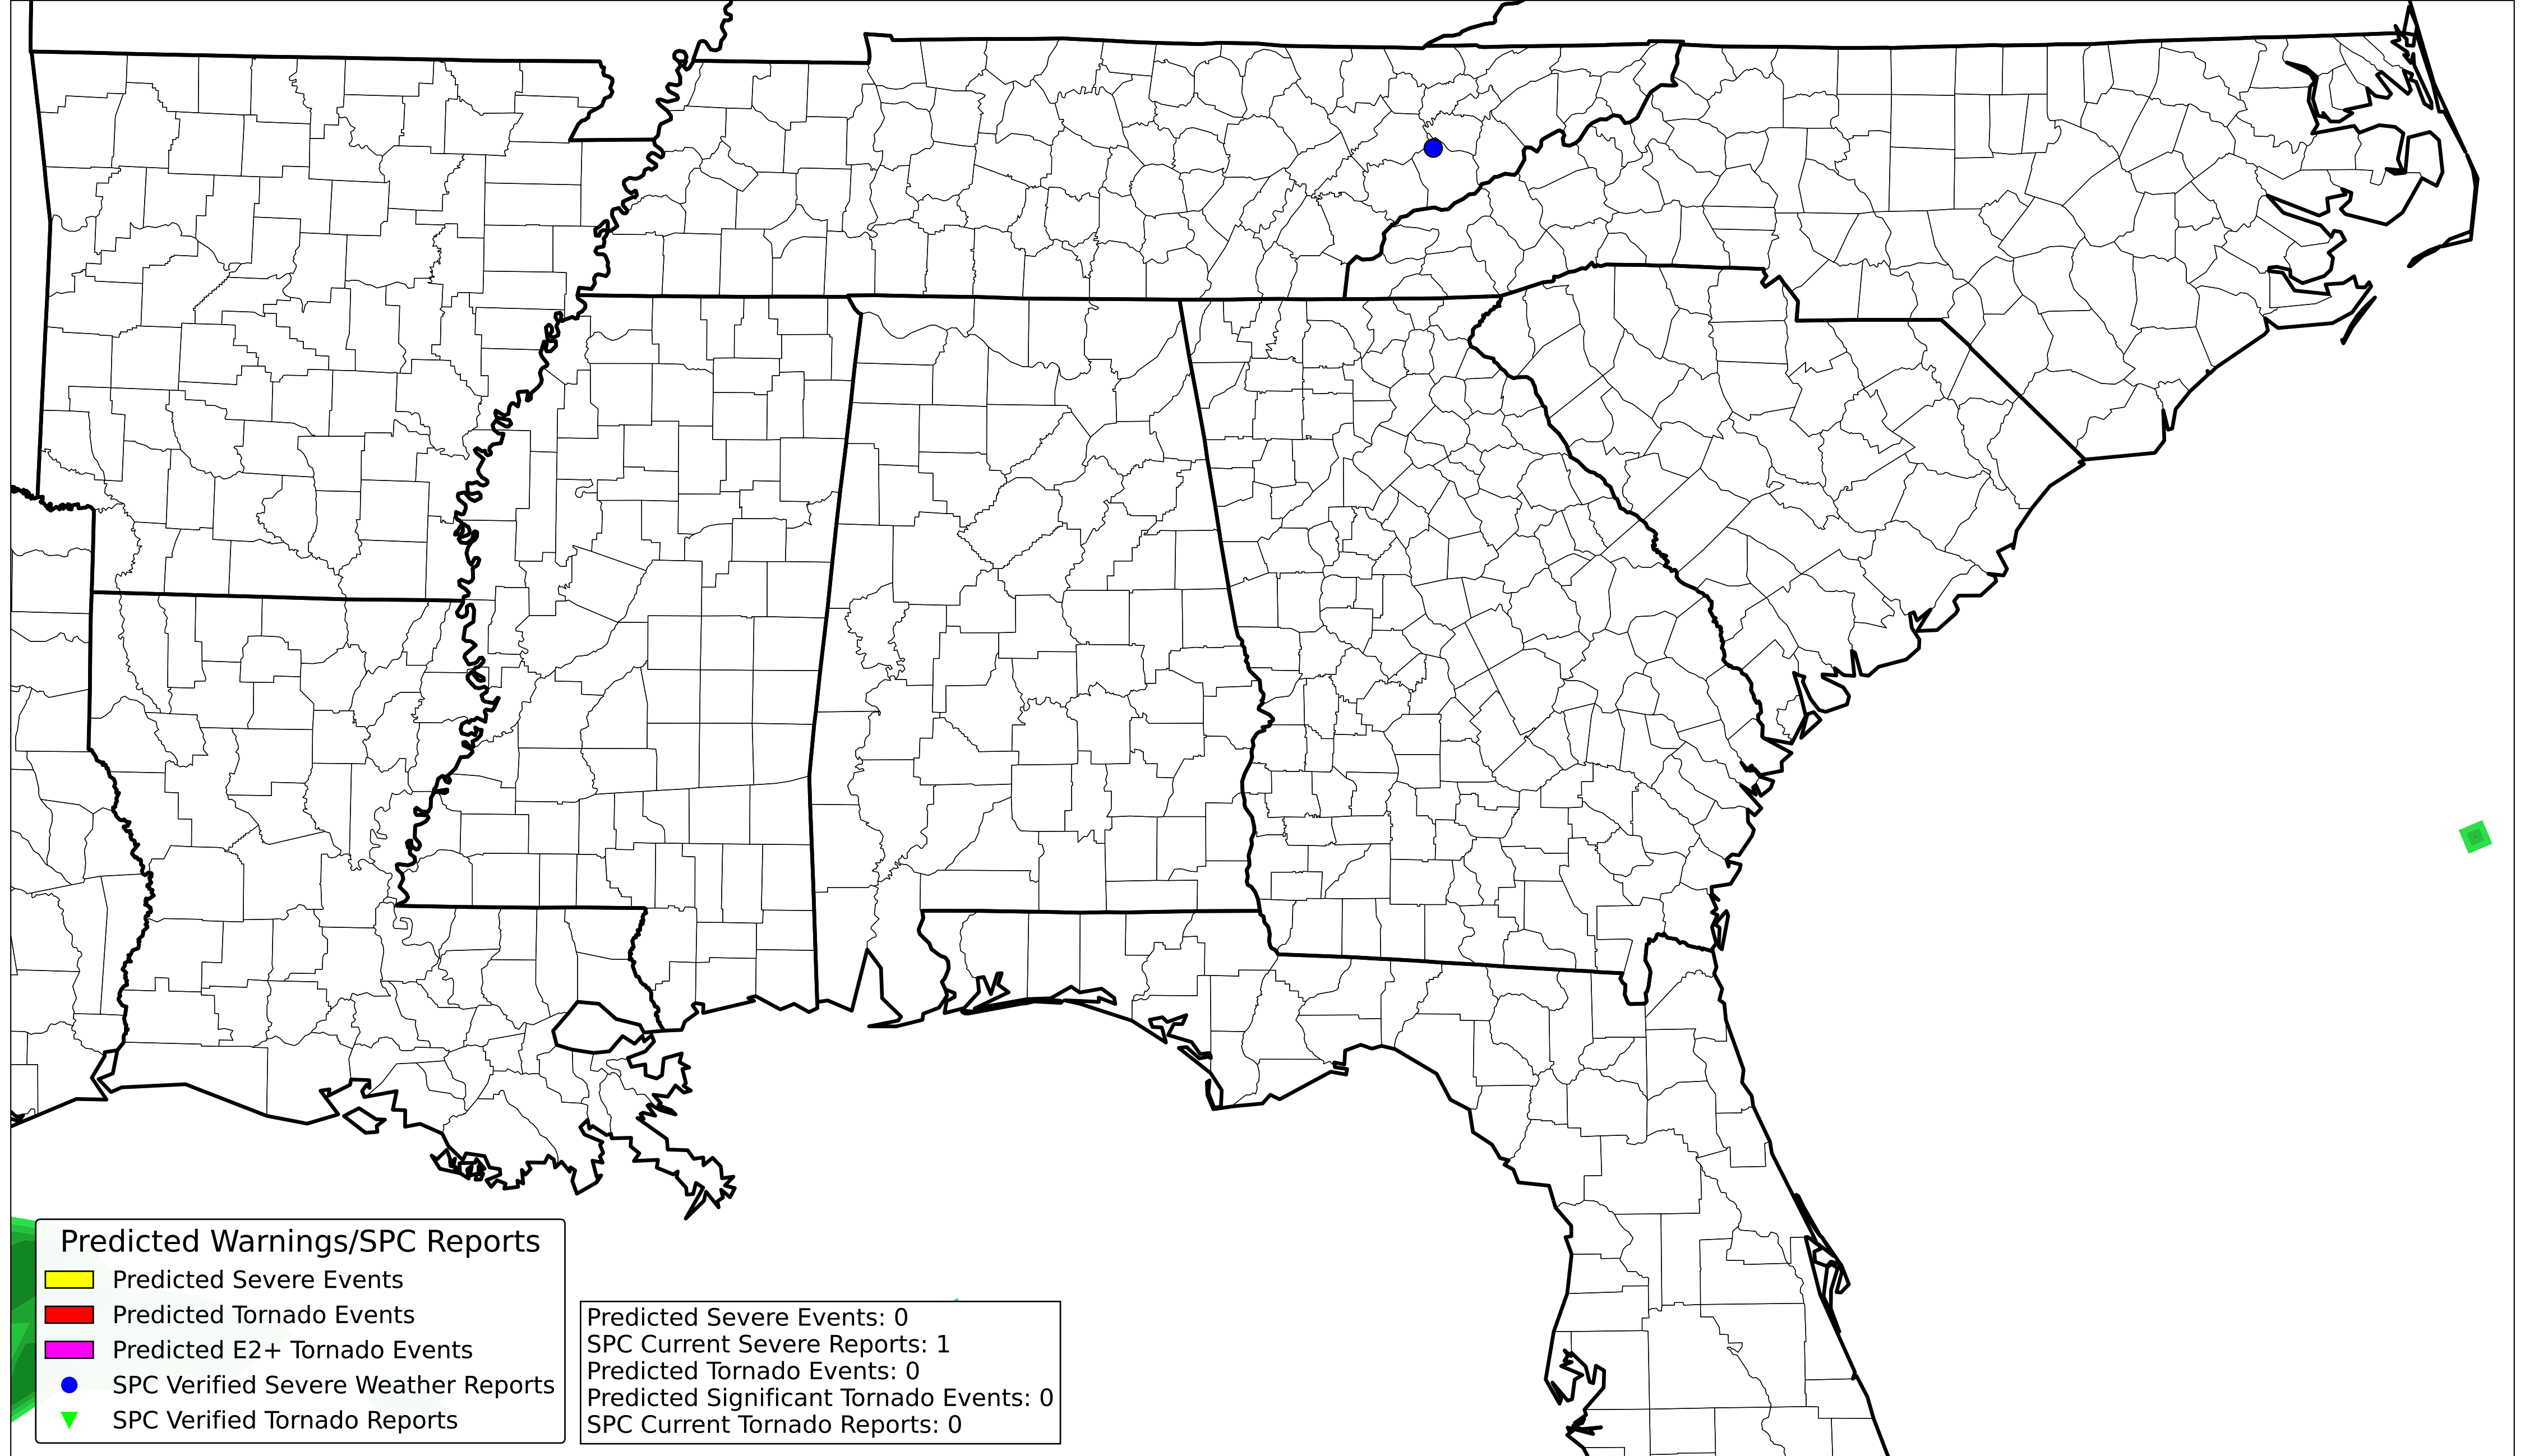 Predicted Warnings/SPC Reports
Predicted Severe Events
Predicted Tornado Events
Predicted E2+ Tornado Events
SPC Verified Severe Weather Reports
SPC Verified Tornado Reports
Predicted Severe Events: 0
SPC Current Severe Reports: 1
Predicted Tornado Events: 0
Predicted Significant Tornado Events: 0
SPC Current Tornado Reports: 0